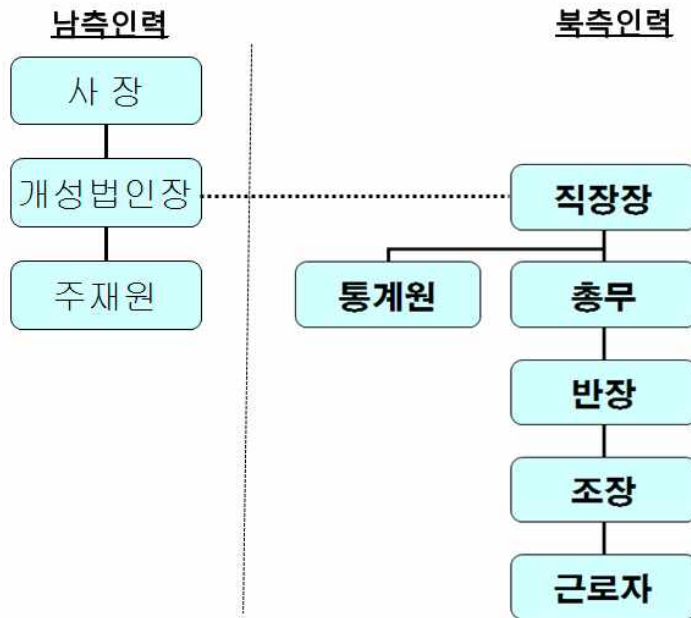 남측인력
북측인력
사 장
개성법인장
직장장
주재원
통계원
총무
반장
조장
근로자